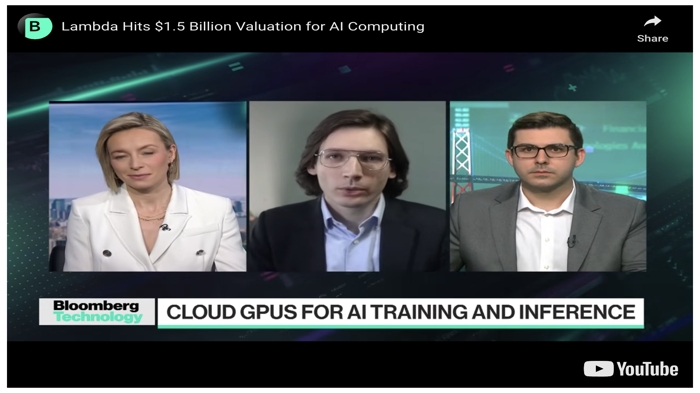 B Lambda Hits $1.5 Billion Valuation for AI Computing
Share
Bloomberg
Technology
CLOUD GPUS FOR AI TRAINING AND INFERENCE
YouTube